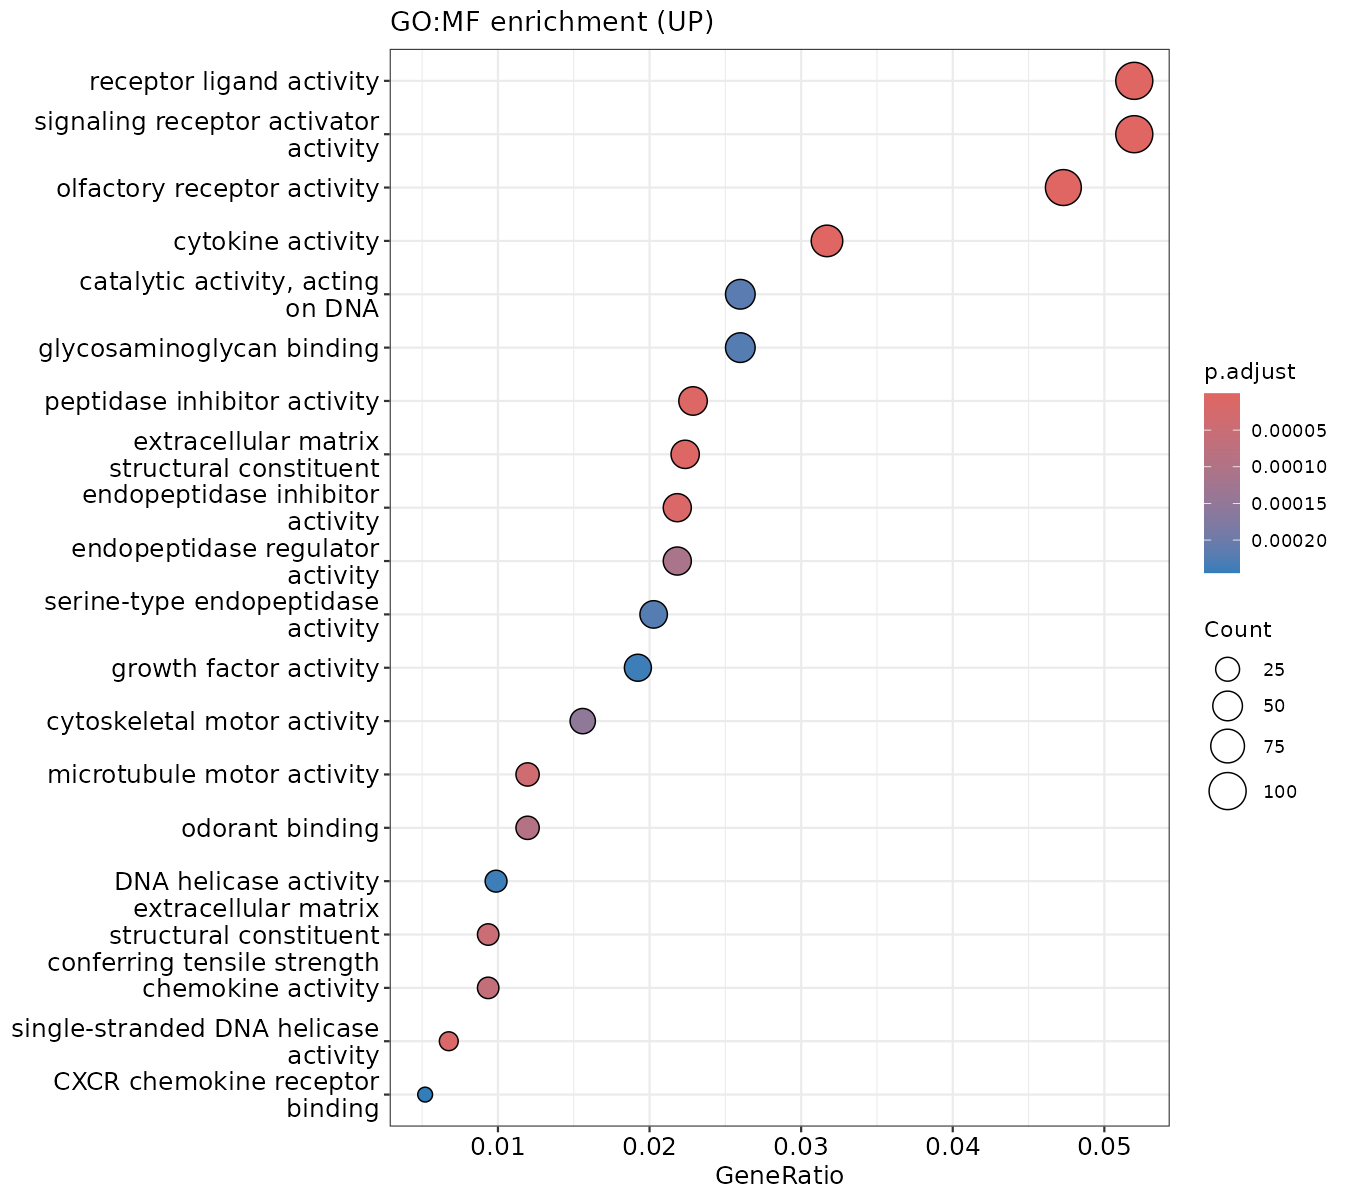 GO:MF enrichment (UP)
receptor ligand activity
signaling receptor activator
activity
olfactory receptor activity
cytokine activity
catalytic activity, acting
on DNA
glycosaminoglycan binding
peptidase inhibitor activity
extracellular matrix
structural constituent
endopeptidase inhibitor
activity
endopeptidase regulator
activity
serine-type endopeptidase
activity
growth factor activity
cytoskeletal motor activity
microtubule motor activity
odorant binding
DNA helicase activity
extracellular matrix
structural constituent
conferring tensile strength
chemokine activity
single-stranded DNA helicase
activity
CXCR chemokine receptor
binding
0.01 0.02 0.03 0.04 0.05
GeneRatio
p.adjust
0.00005
0.00010
0.00015
0.00020
Count
25
50
75
100